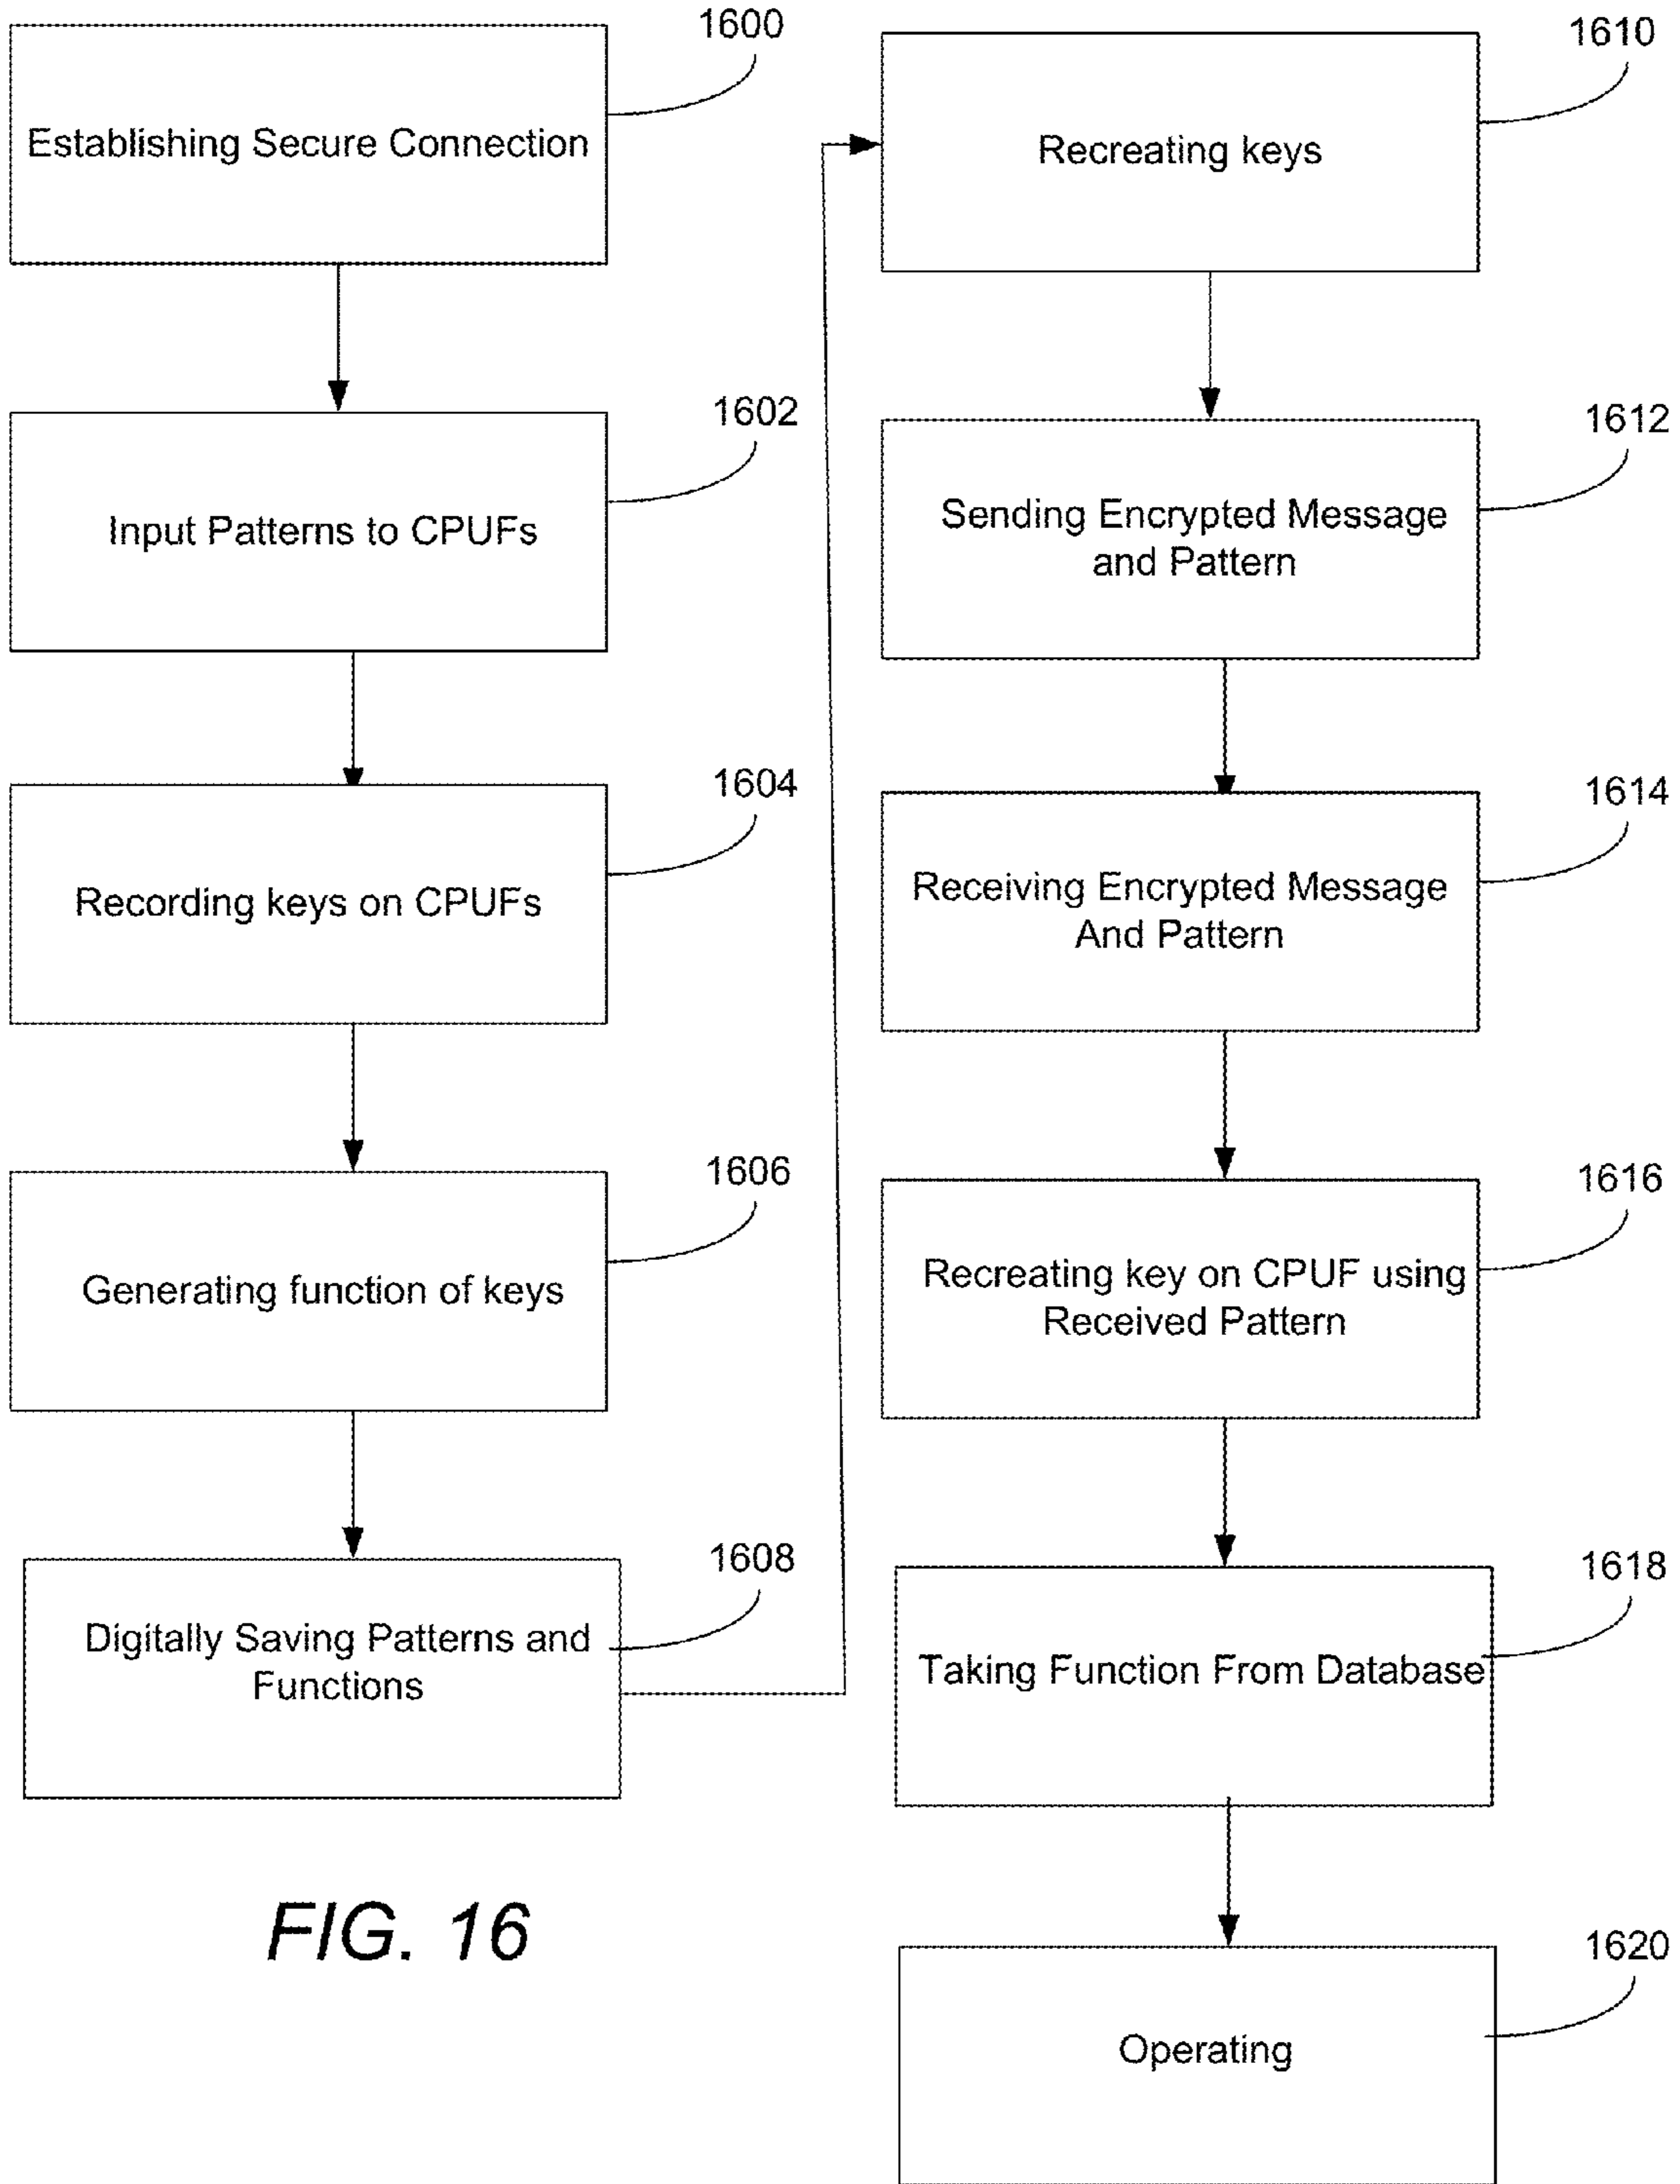 1600
Establishing Secure Connection
1602
Input Patterns to CPUFs
1604
Recording keys on CPUFs
1606
Generating function of keys
1608
Digitally Saving Patterns and
Functions
1610
Recreating keys
1612
Sending Encrypted Message
and Pattern
1614
Receiving Encrypted Message
And Pattern
1616
Recreating key on CPUF using
Received Pattern
1618
Taking Function From Database
1620
Operating
FIG. 16